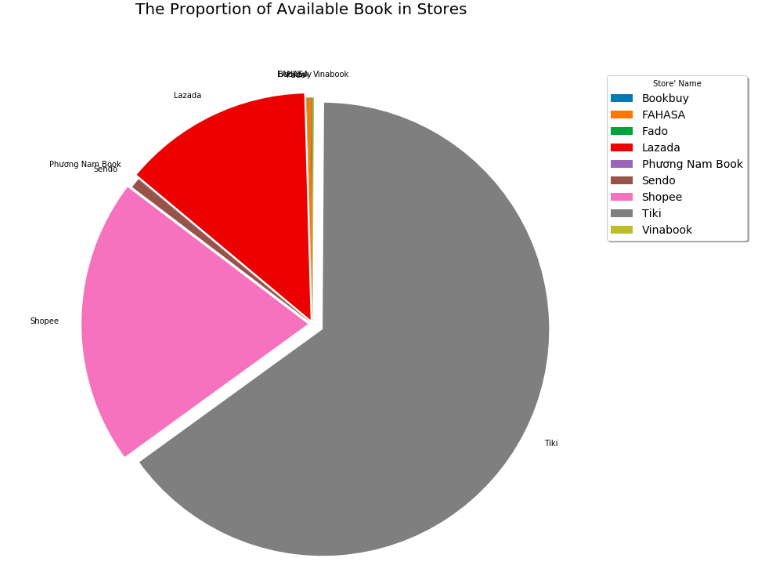 The Proportion of Available Book in Stores
Vinabook
Lazada
Phương Nam Book
Sendo
Shopee
Tiki
Store' Name
Bookbuy
FAHASA
Fado
Lazada
Phương Nam Book
Sendo
Shopee
Tiki
Vinabook